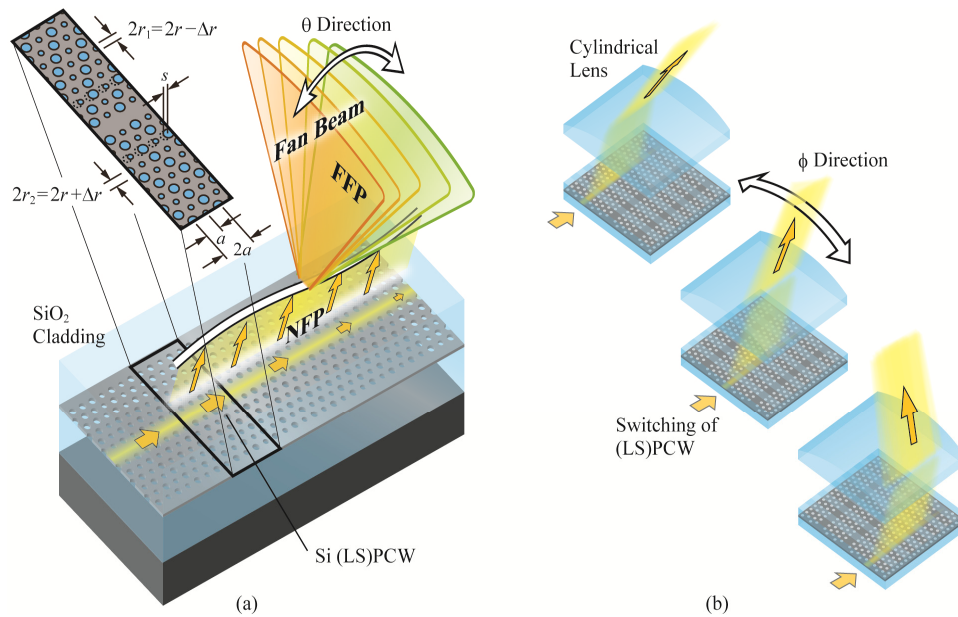 2r₁=2r−Δr
s
2r₂=2r+Δr
a
2a
θ Direction
Fan Beam
FFP
NFP
SiO₂
Cladding
Si (LS)PCW
(a)
Cylindrical
Lens
ϕ Direction
Switching of
(LS)PCW
(b)